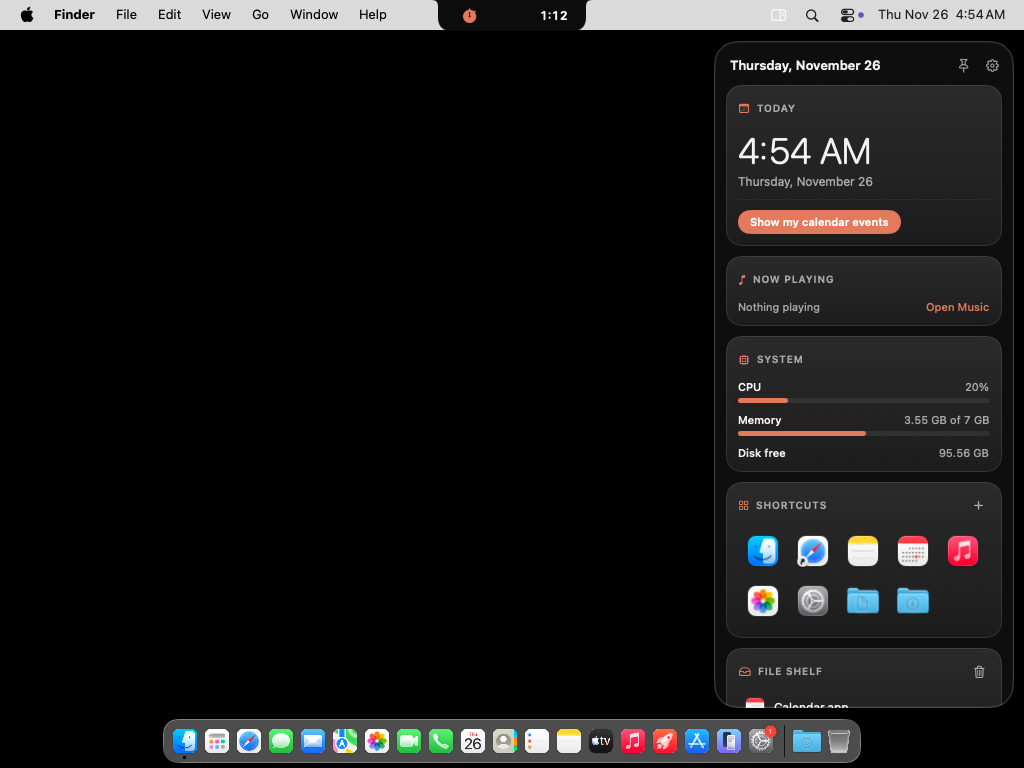 Finder File Edit View Go Window Help 1:12 Thu Nov 26 4:54 AM
Thursday, November 26
TODAY
4:54 AM
Thursday, November 26
Show my calendar events
NOW PLAYING
Nothing playing Open Music
SYSTEM
CPU 20%
Memory 3.55 GB of 7 GB
Disk free 95.56 GB
SHORTCUTS
FILE SHELF
Calendar.app
Thu
26
tv
1